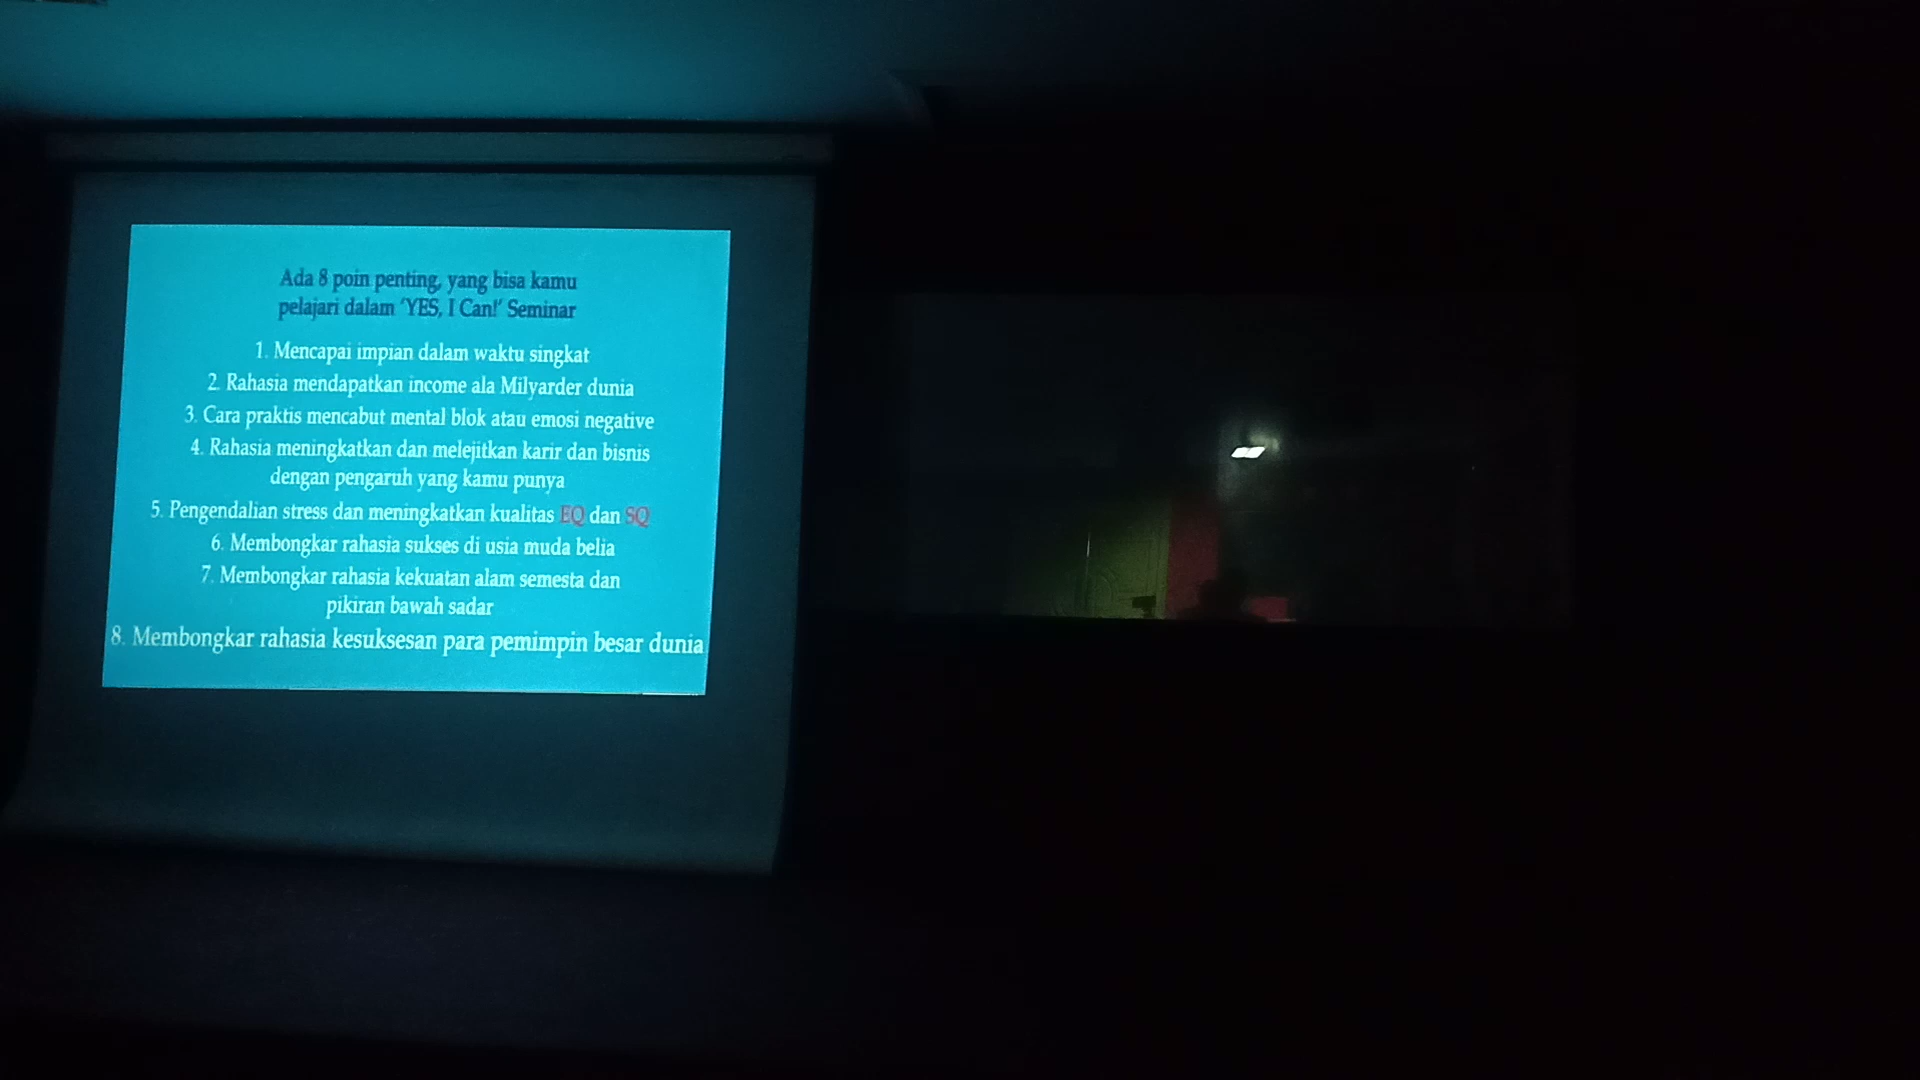 Ada 8 poin penting, yang bisa kamu
pelajari dalam ‘YES, I Can!’ Seminar
1. Mencapai impian dalam waktu singkat
2. Rahasia mendapatkan income ala Milyarder dunia
3. Cara praktis mencabut mental blok atau emosi negative
4. Rahasia meningkatkan dan melejitkan karir dan bisnis
dengan pengaruh yang kamu punya
5. Pengendalian stress dan meningkatkan kualitas EQ dan SQ
6. Membongkar rahasia sukses di usia muda belia
7. Membongkar rahasia kekuatan alam semesta dan
pikiran bawah sadar
8. Membongkar rahasia kesuksesan para pemimpin besar dunia